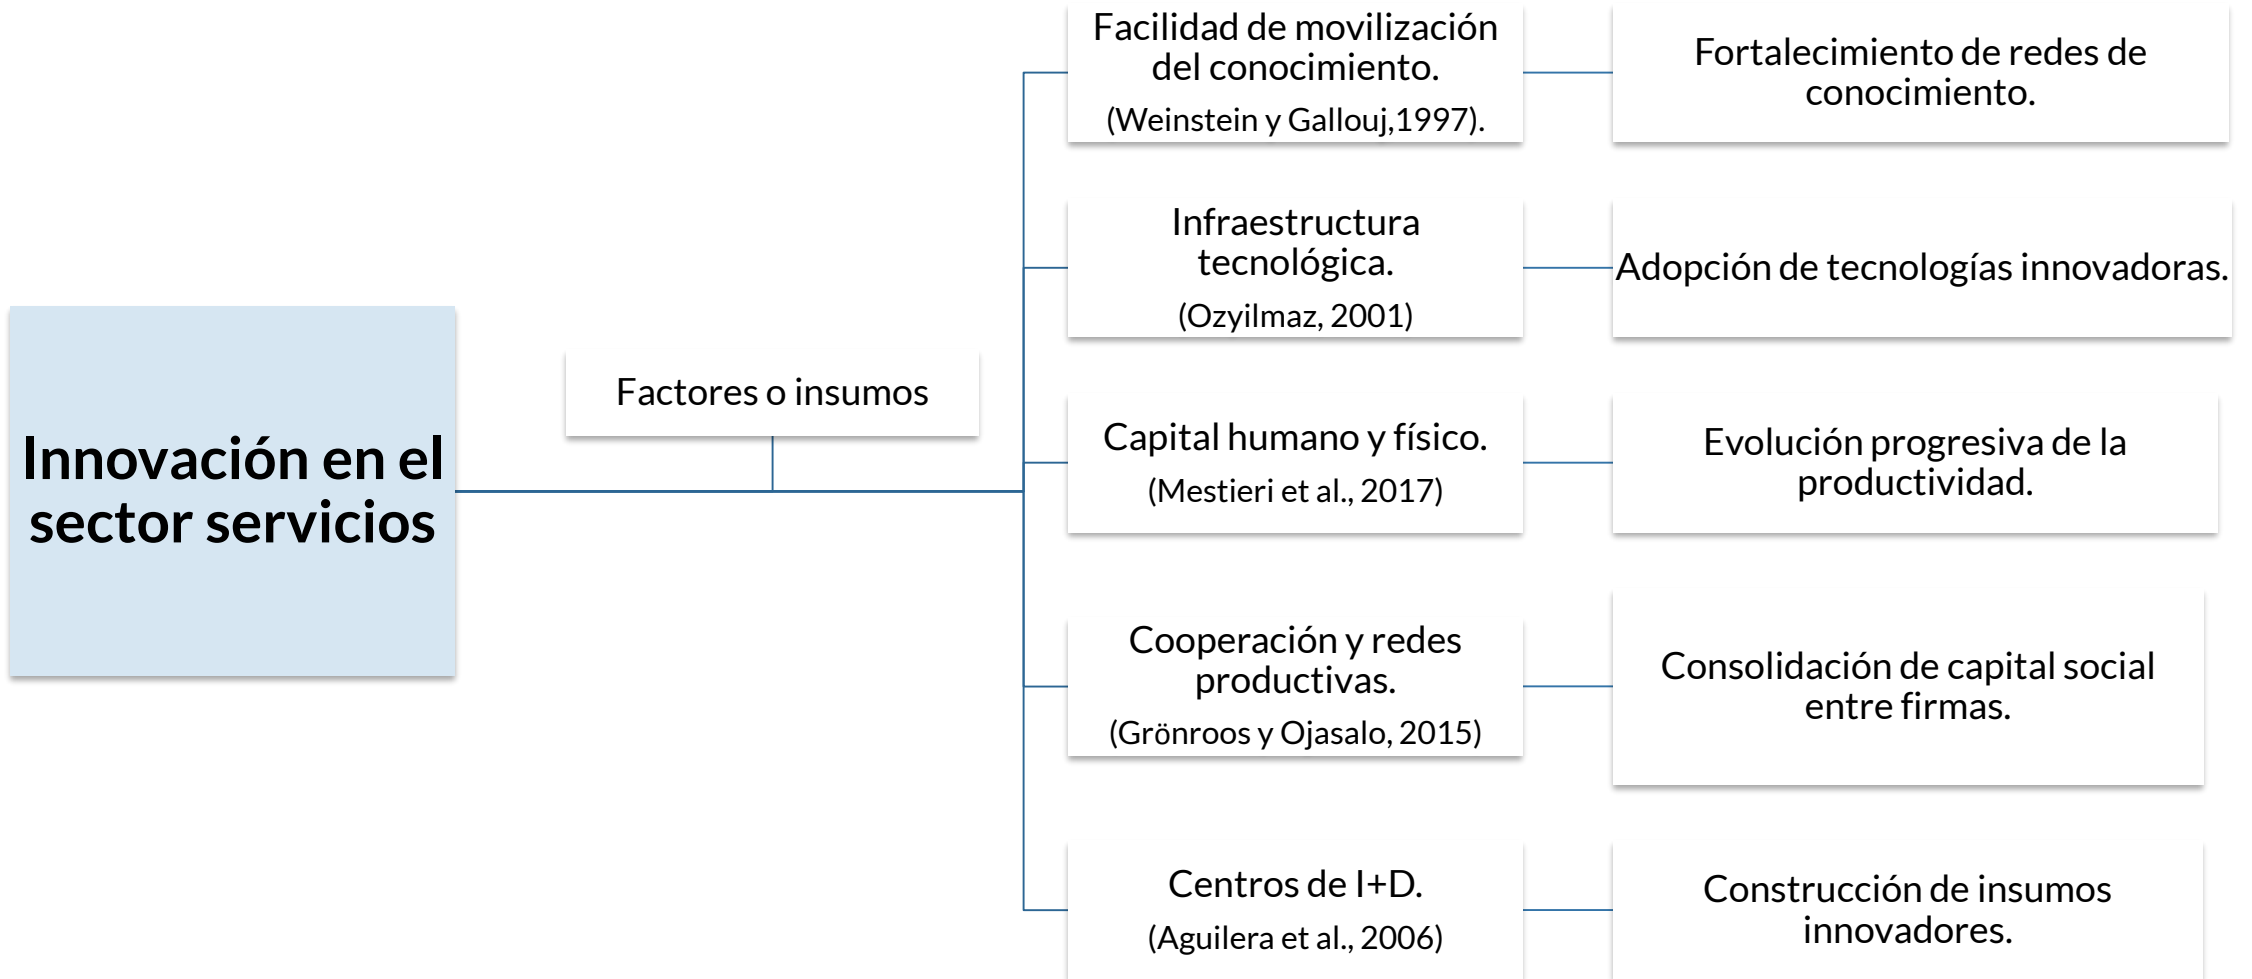 Innovación en el
sector servicios
Factores o insumos
Facilidad de movilización
del conocimiento.
(Weinstein y Gallouj,1997).
Fortalecimiento de redes de
conocimiento.
Infraestructura
tecnológica.
(Ozyilmaz, 2001)
Adopción de tecnologías innovadoras.
Capital humano y físico.
(Mestieri et al., 2017)
Evolución progresiva de la
productividad.
Cooperación y redes
productivas.
(Grönroos y Ojasalo, 2015)
Consolidación de capital social
entre firmas.
Centros de I+D.
(Aguilera et al., 2006)
Construcción de insumos
innovadores.